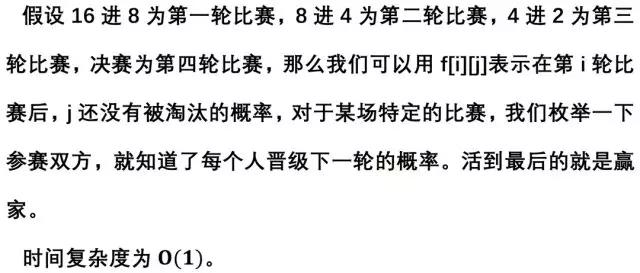 假设 16 进 8 为第一轮比赛，8 进 4 为第二轮比赛，4 进 2 为第三
轮比赛，决赛为第四轮比赛，那么我们可以用 f[i][j]表示在第 i 轮比
赛后，j 还没有被淘汰的概率，对于某场特定的比赛，我们枚举一下
参赛双方，就知道了每个人晋级下一轮的概率。活到最后的就是赢
家。
时间复杂度为 O(1)。